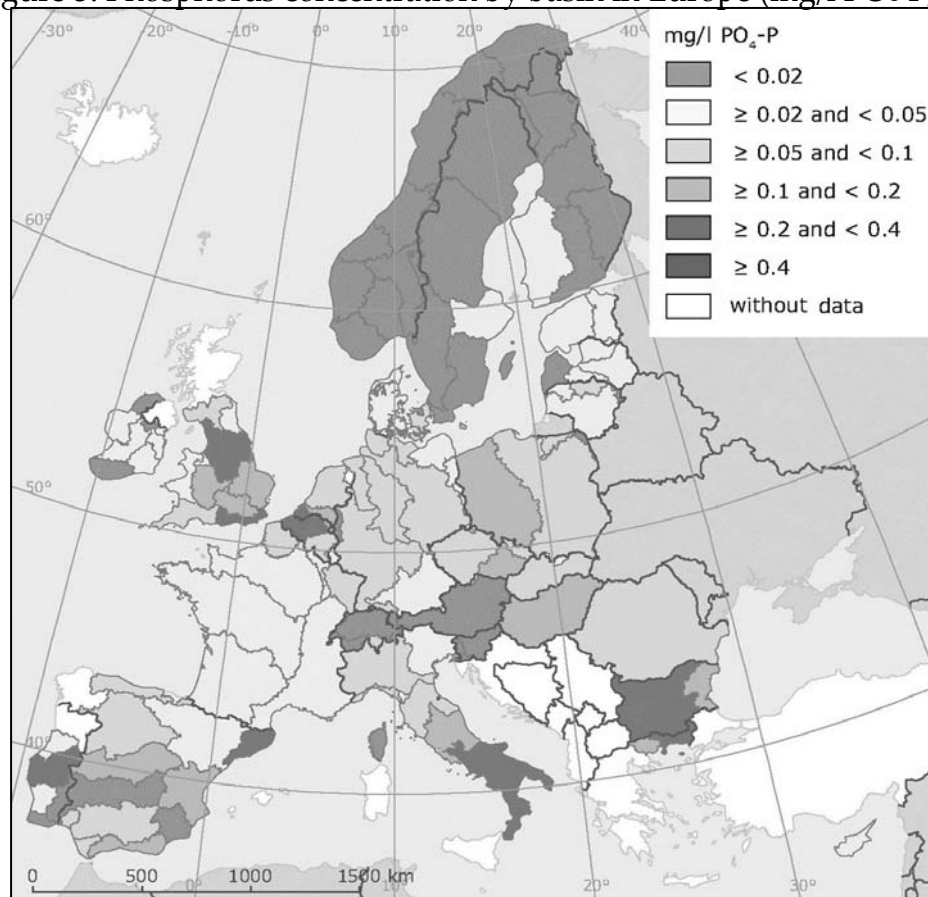 mg/l PO₄-P
< 0.02
≥ 0.02 and < 0.05
≥ 0.05 and < 0.1
≥ 0.1 and < 0.2
≥ 0.2 and < 0.4
≥ 0.4
without data
-30° -20° -10° 0° 10° 20° 30° 40°
60°
50°
40°
0 500 1000 1500 km
10° 20° 30°